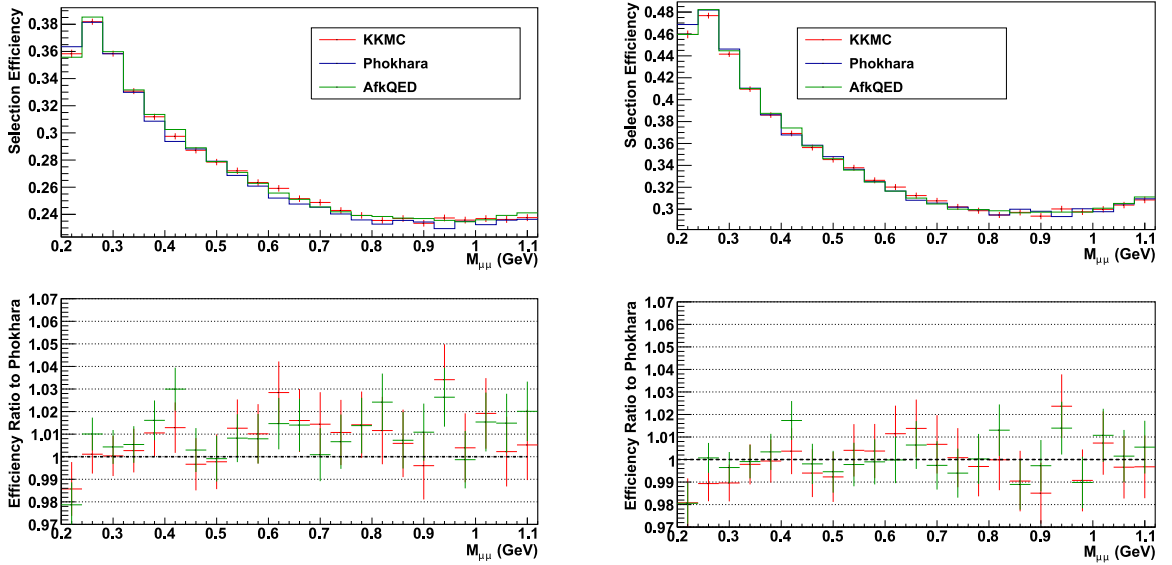 Selection Efficiency
0.38
0.36
0.34
0.32
0.3
0.28
0.26
0.24
KKMC
Phokhara
AfkQED
0.2 0.3 0.4 0.5 0.6 0.7 0.8 0.9 1 1.1
M_μμ (GeV)
Selection Efficiency
0.48
0.46
0.44
0.42
0.4
0.38
0.36
0.34
0.32
0.3
KKMC
Phokhara
AfkQED
0.2 0.3 0.4 0.5 0.6 0.7 0.8 0.9 1 1.1
M_μμ (GeV)
Efficiency Ratio to Phokhara
1.07
1.06
1.05
1.04
1.03
1.02
1.01
1
0.99
0.98
0.97
0.2 0.3 0.4 0.5 0.6 0.7 0.8 0.9 1 1.1
M_μμ (GeV)
Efficiency Ratio to Phokhara
1.07
1.06
1.05
1.04
1.03
1.02
1.01
1
0.99
0.98
0.97
0.2 0.3 0.4 0.5 0.6 0.7 0.8 0.9 1 1.1
M_μμ (GeV)